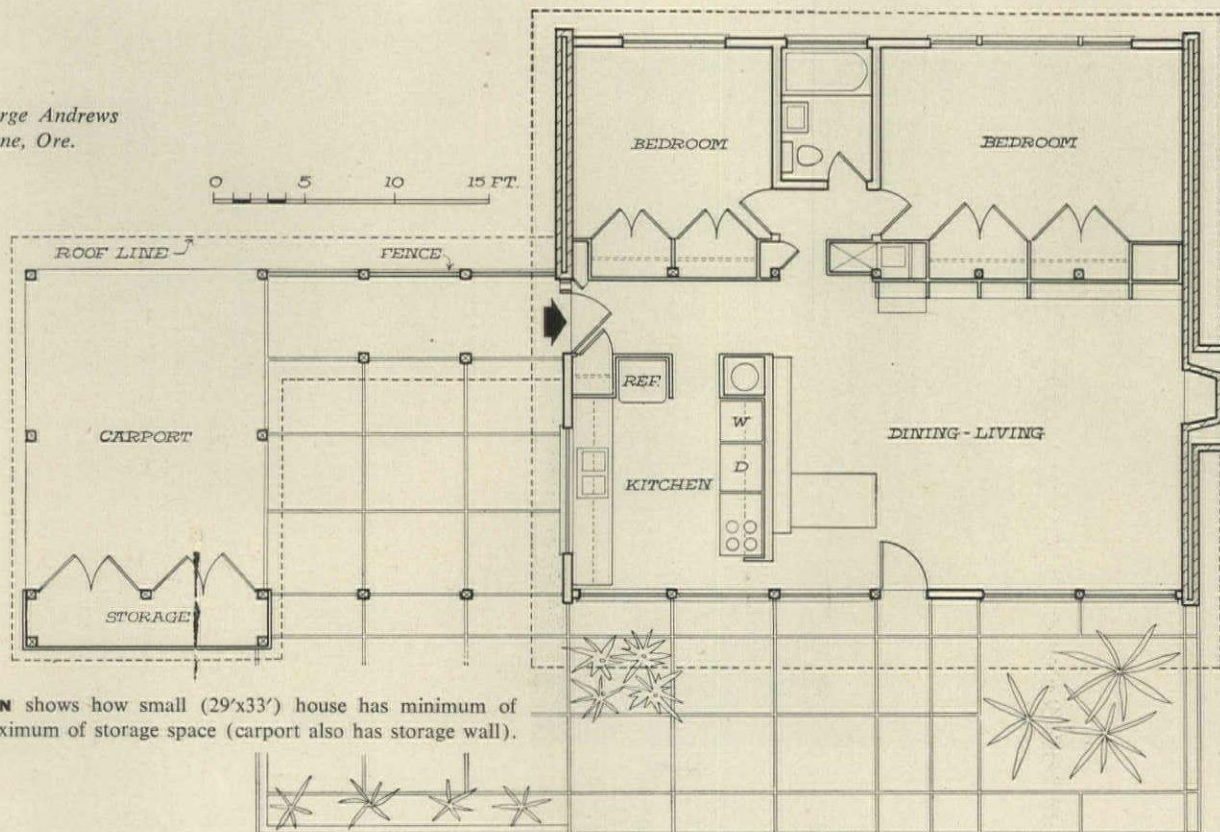 rge Andrews
ne, Ore.
0 5 10 15 FT.
BEDROOM
BEDROOM
ROOF LINE
FENCE
REF.
CARPORT
W
DINING-LIVING
D
KITCHEN
STORAGE
N shows how small (29'x33') house has minimum of
ximum of storage space (carport also has storage wall).